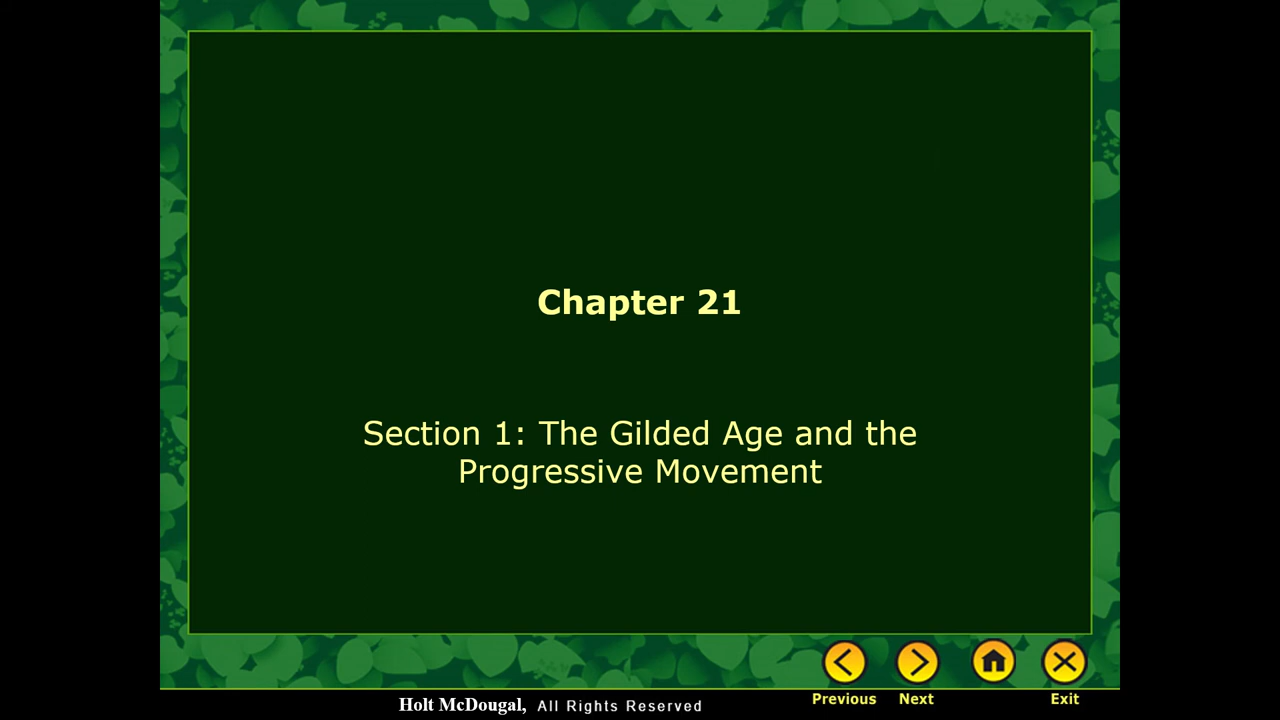 Chapter 21
Section 1: The Gilded Age and the
Progressive Movement
Previous
Next
Exit
Holt McDougal, All Rights Reserved